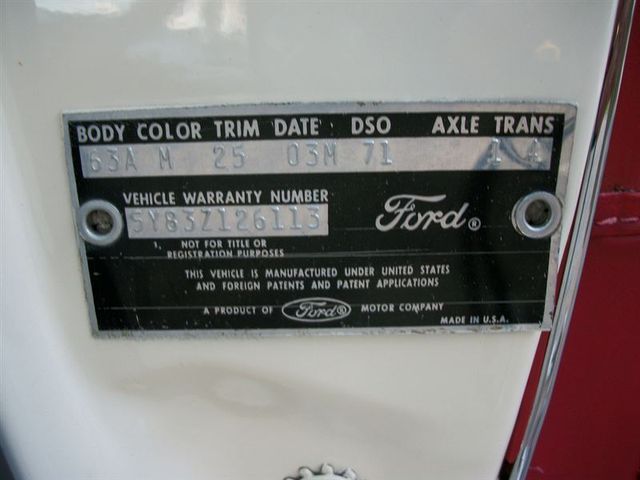 BODY COLOR TRIM DATE DSO AXLE TRANS
63A M 25 03M 71 1 4
VEHICLE WARRANTY NUMBER
5Y83Z126113
Ford®
NOT FOR TITLE OR
REGISTRATION PURPOSES
THIS VEHICLE IS MANUFACTURED UNDER UNITED STATES
AND FOREIGN PATENTS AND PATENT APPLICATIONS
A PRODUCT OF Ford® MOTOR COMPANY
MADE IN U.S.A.